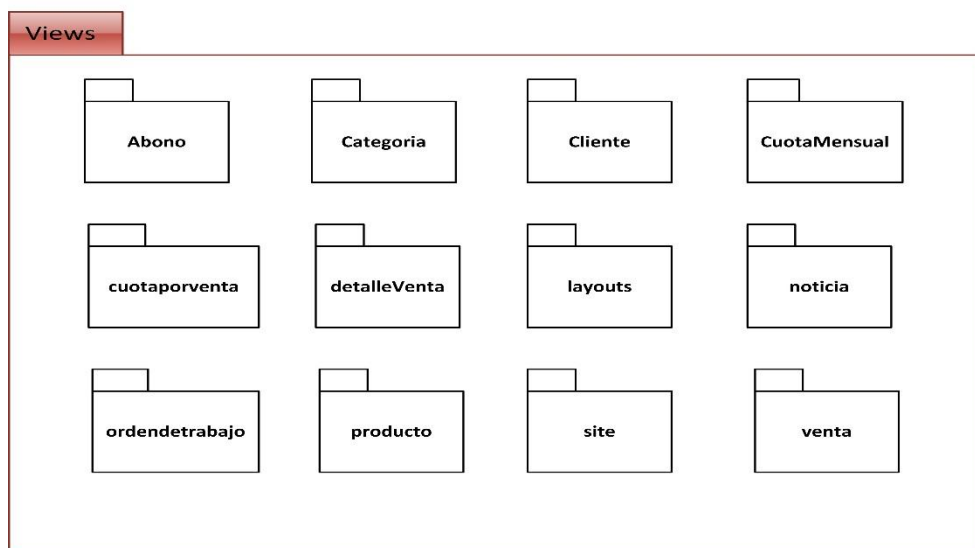 Views
Abono
Categoria
Cliente
CuotaMensual
cuotaporventa
detalleVenta
layouts
noticia
ordendetrabajo
producto
site
venta